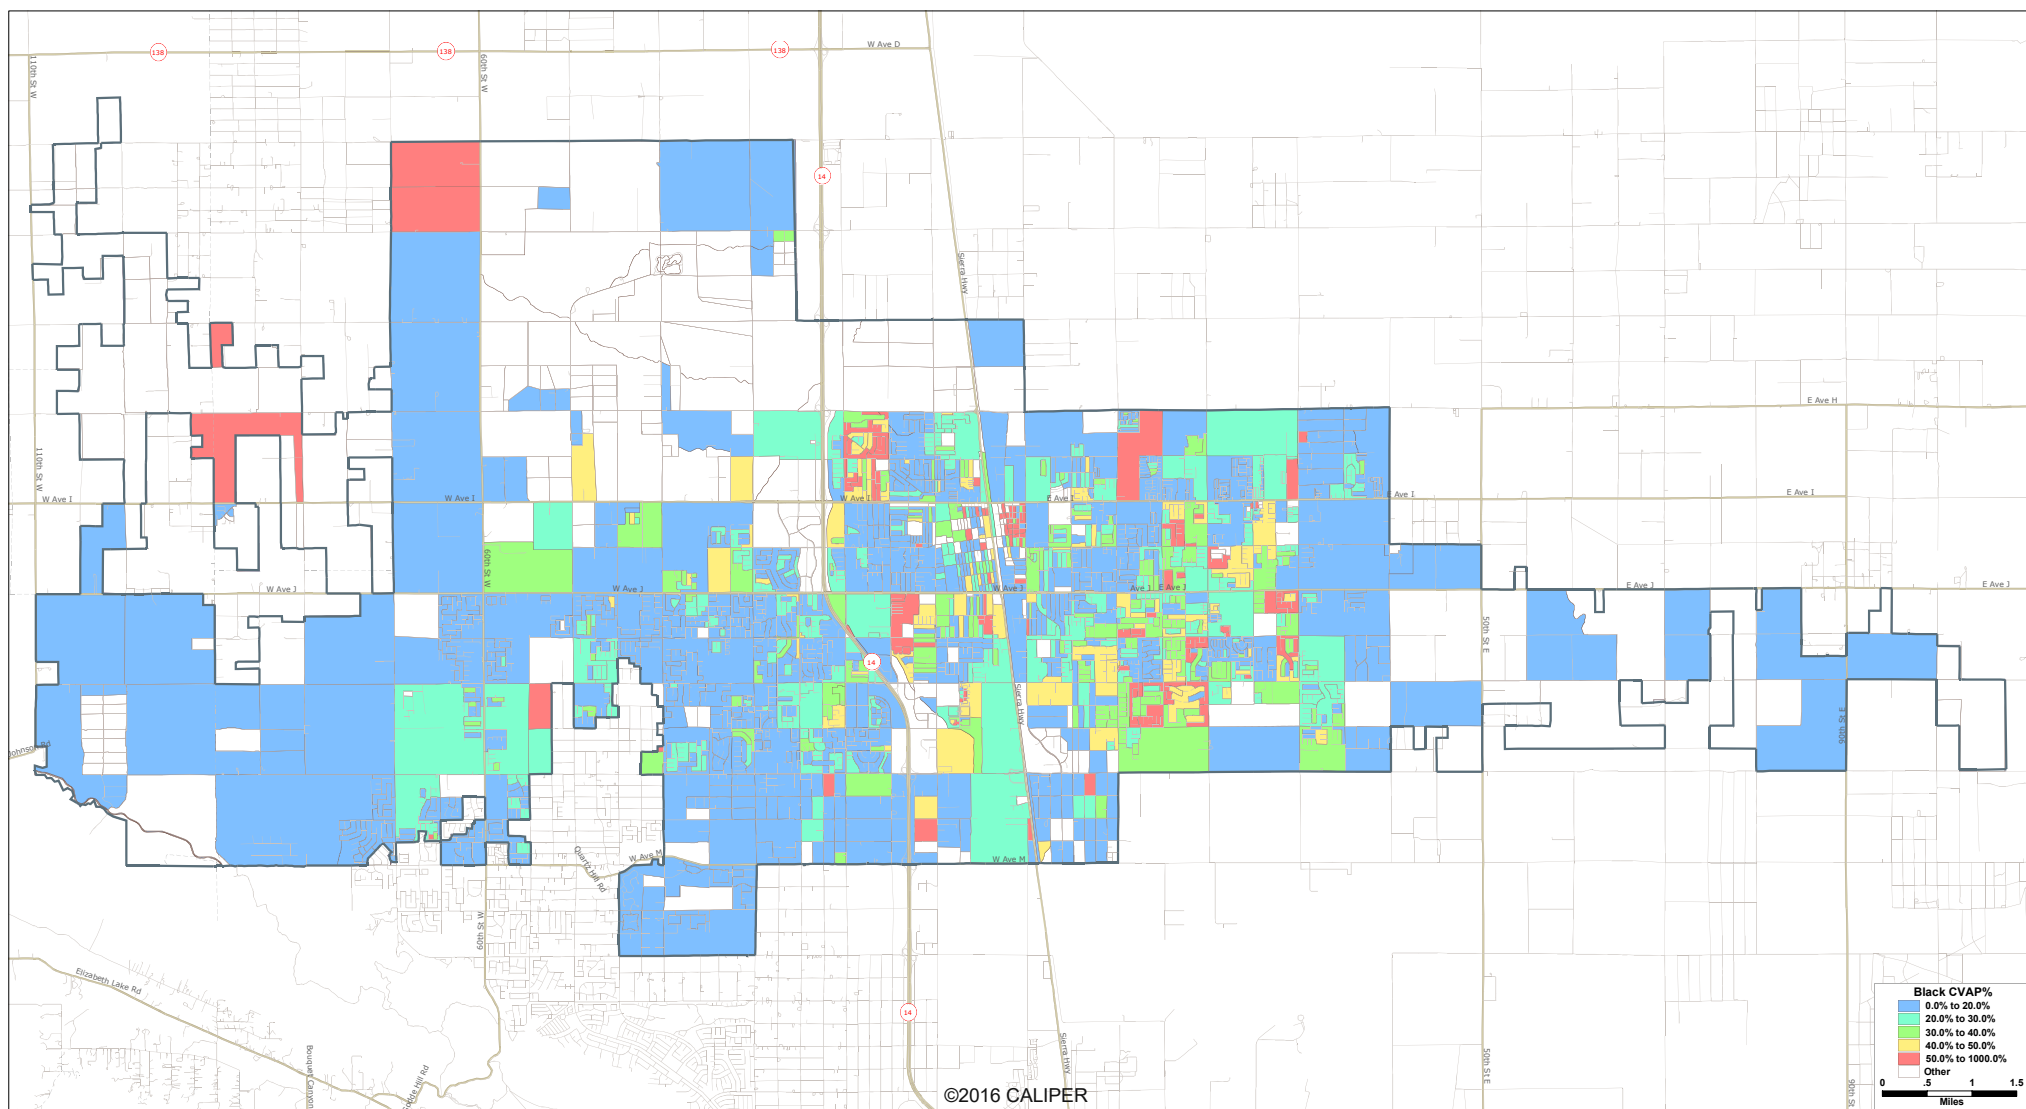 138
138
138
W Ave D
110th St W
60th St W
14
Sierra Hwy
E Ave H
110th St W
W Ave I
W Ave I
W Ave I
E Ave I
E Ave I
E Ave I
60th St W
W Ave J
W Ave J
W Ave J
Ave J
E Ave J
E Ave J
E Ave J
50th St E
14
Sierra Hwy
90th St E
Johnson Rd
Quartz Hill Rd
W Ave M
W Ave M
60th St W
Elizabeth Lake Rd
Bouquet Canyon
Godde Hill Rd
14
Sierra Hwy
50th St E
90th St
©2016 CALIPER
Black CVAP%
0.0% to 20.0%
20.0% to 30.0%
30.0% to 40.0%
40.0% to 50.0%
50.0% to 1000.0%
Other
0 .5 1 1.5
Miles